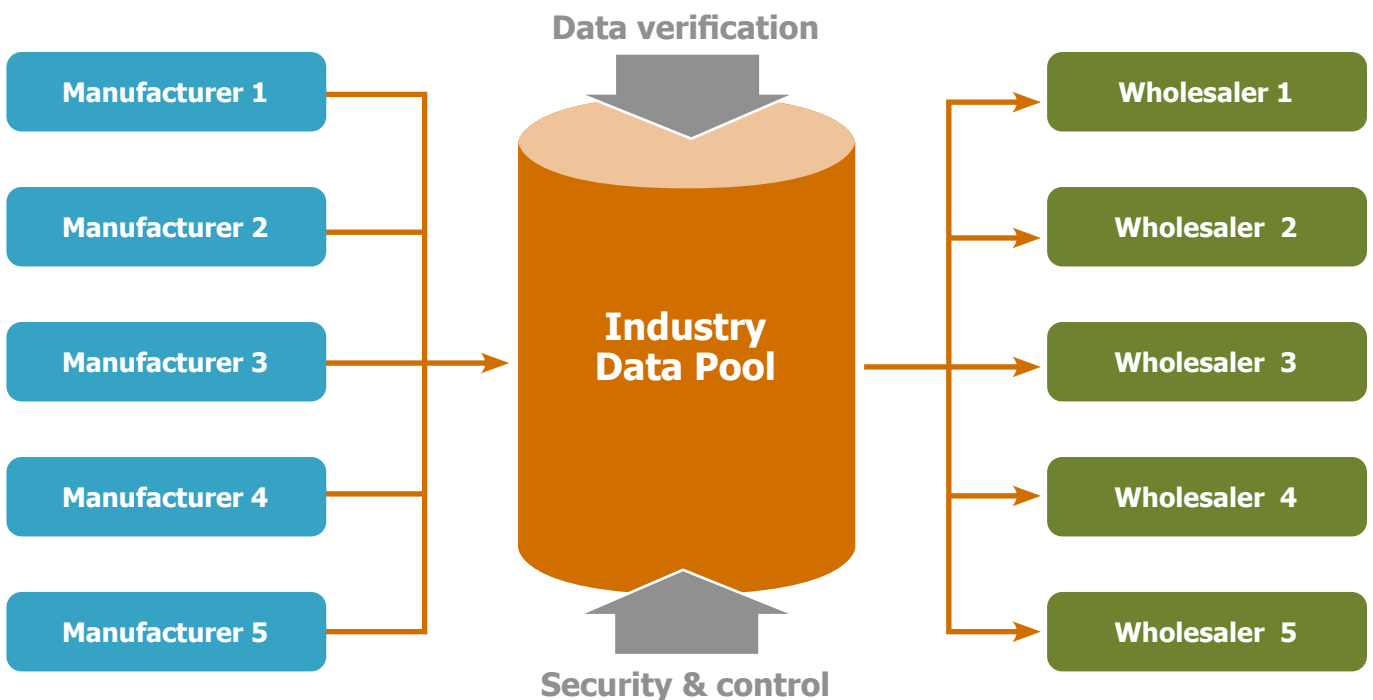 Data verification
Manufacturer 1
Manufacturer 2
Manufacturer 3
Manufacturer 4
Manufacturer 5
Industry
Data Pool
Wholesaler 1
Wholesaler 2
Wholesaler 3
Wholesaler 4
Wholesaler 5
Security & control